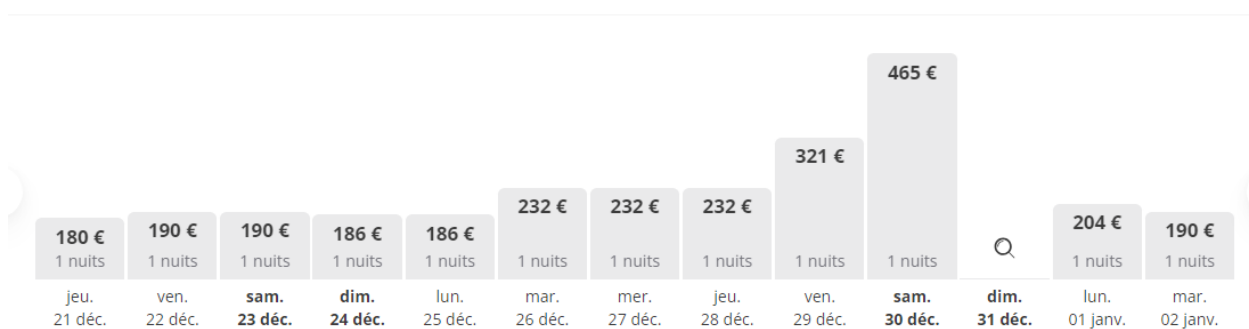 465 €
321 €
232 € 232 € 232 €
180 € 190 € 190 € 186 € 186 € 204 € 190 €
1 nuits 1 nuits 1 nuits 1 nuits 1 nuits 1 nuits 1 nuits 1 nuits 1 nuits 1 nuits 1 nuits 1 nuits
jeu. ven. sam. dim. lun. mar. mer. jeu. ven. sam. dim. lun. mar.
21 déc. 22 déc. 23 déc. 24 déc. 25 déc. 26 déc. 27 déc. 28 déc. 29 déc. 30 déc. 31 déc. 01 janv. 02 janv.